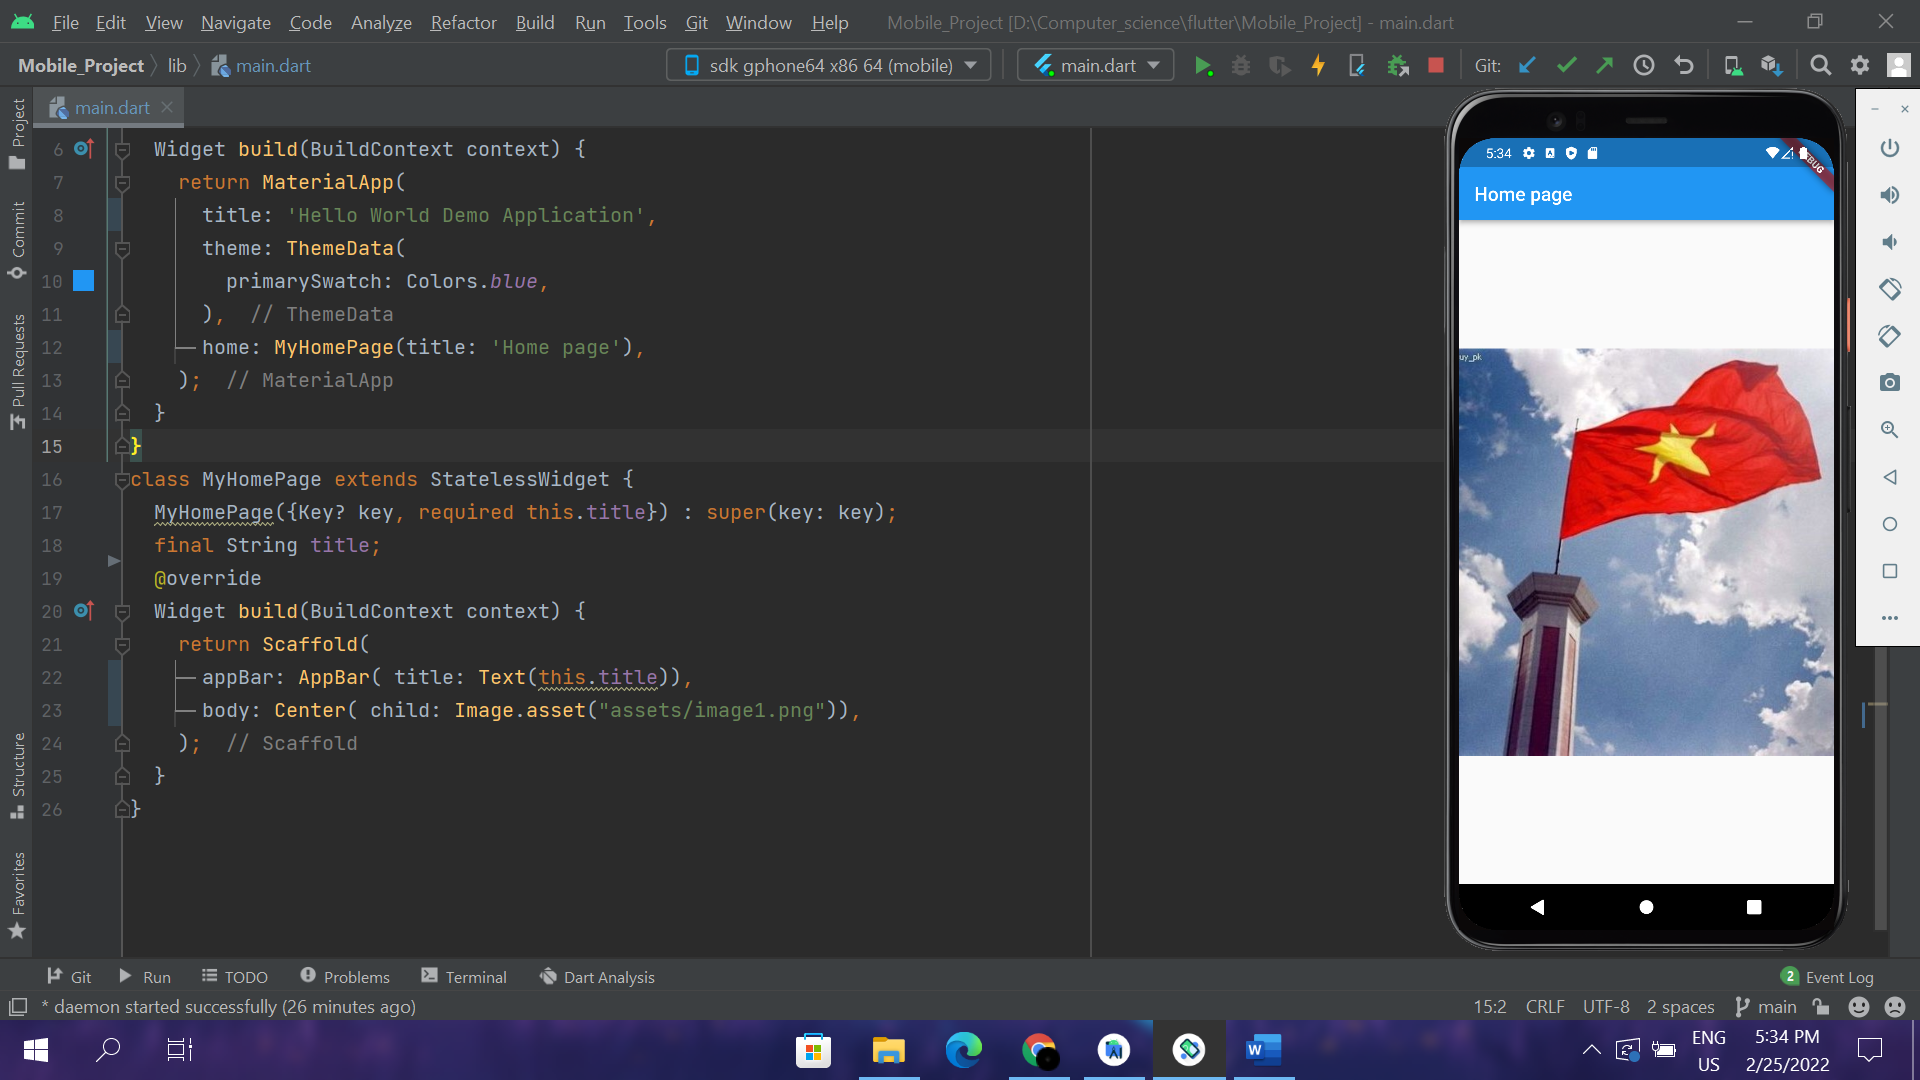 File Edit View Navigate Code Analyze Refactor Build Run Tools Git Window Help Mobile_Project [D:\Computer_science\flutter\Mobile_Project] - main.dart
Mobile_Project lib main.dart sdk gphone64 x86 64 (mobile) main.dart Git:
main.dart
Project
Commit
Pull Requests
Structure
Favorites
6 Widget build(BuildContext context) {
7 return MaterialApp(
8 title: 'Hello World Demo Application',
9 theme: ThemeData(
10 primarySwatch: Colors.blue,
11 ), // ThemeData
12 home: MyHomePage(title: 'Home page'),
13 ); // MaterialApp
14 }
15 }
16 class MyHomePage extends StatelessWidget {
17 MyHomePage({Key? key, required this.title}) : super(key: key);
18 final String title;
19 @override
20 Widget build(BuildContext context) {
21 return Scaffold(
22 appBar: AppBar( title: Text(this.title)),
23 body: Center( child: Image.asset("assets/image1.png")),
24 ); // Scaffold
25 }
26 }
5:34
Home page
uy_pk
Git Run TODO Problems Terminal Dart Analysis 2 Event Log
* daemon started successfully (26 minutes ago) 15:2 CRLF UTF-8 2 spaces main
ENG
US
5:34 PM
2/25/2022